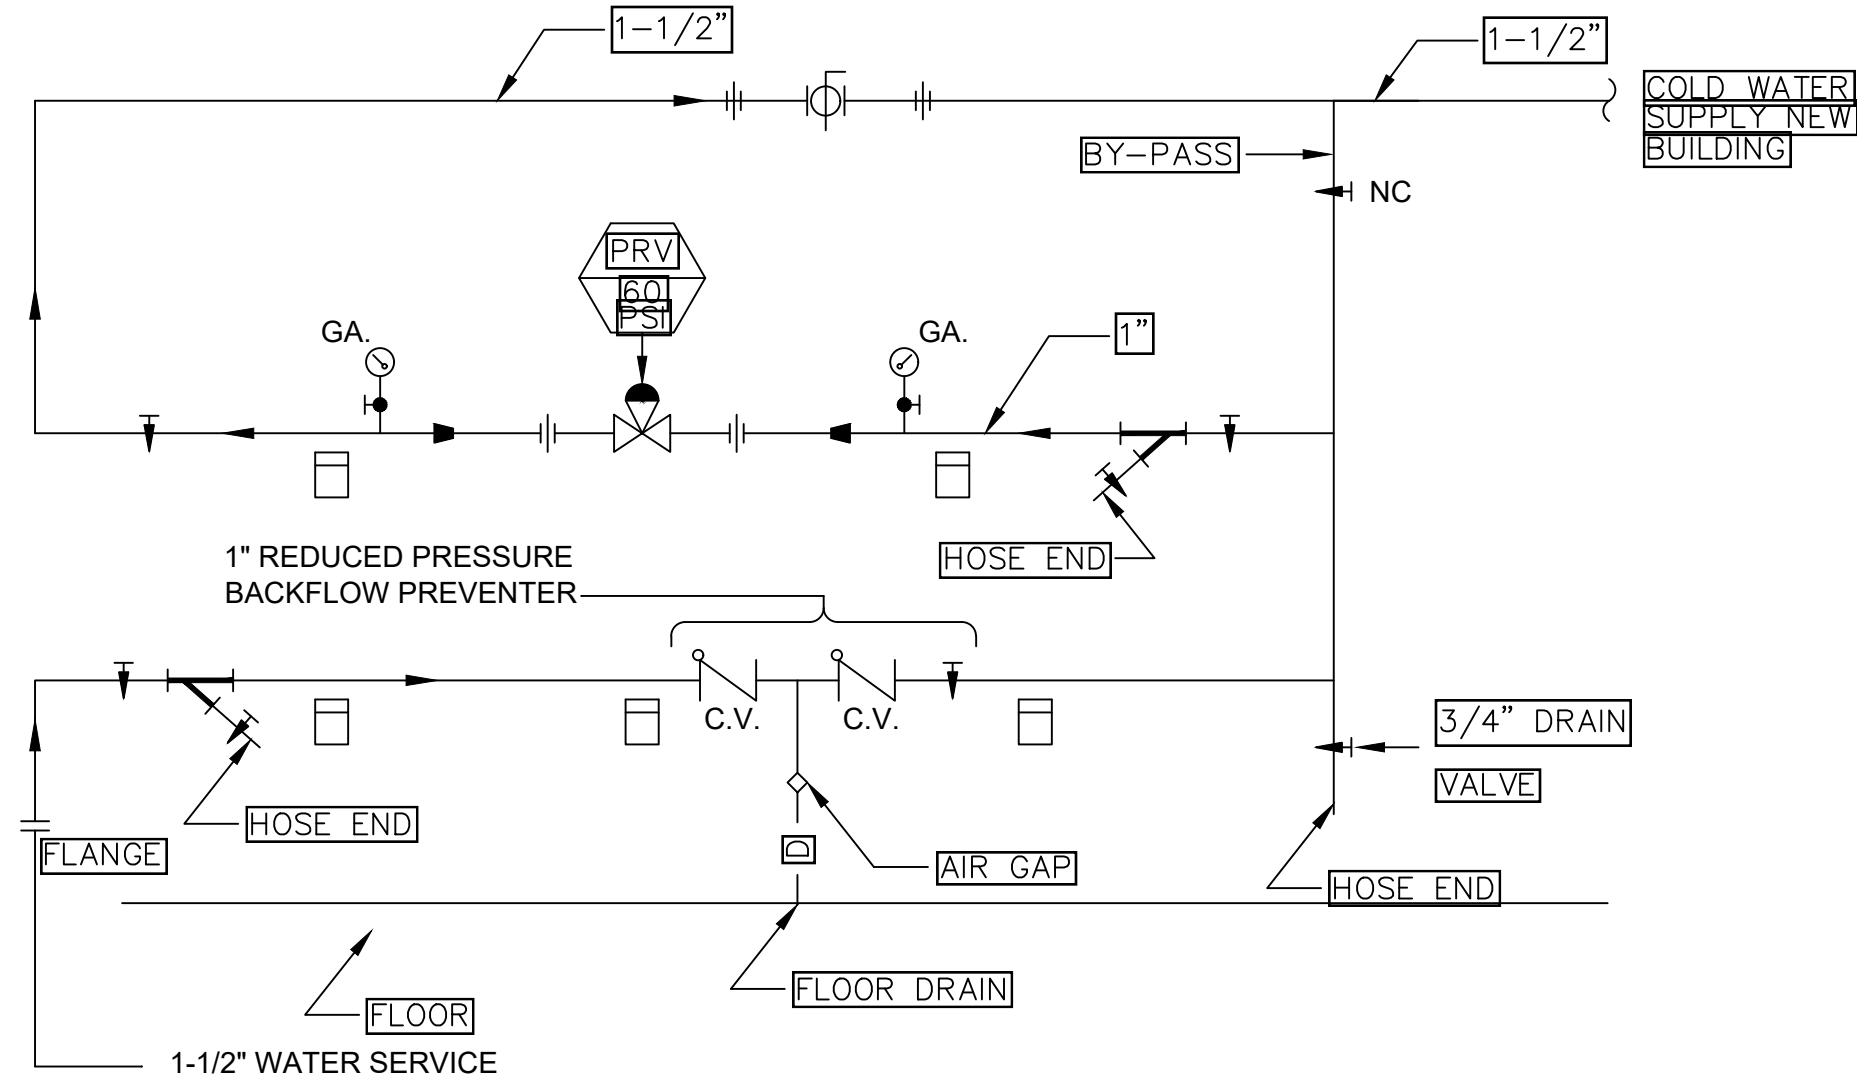 1-1/2”
1-1/2”
COLD WATER
SUPPLY NEW
BUILDING
BY-PASS
NC
PRV
60
PSI
GA.
GA.
1”
HOSE END
1" REDUCED PRESSURE
BACKFLOW PREVENTER
C.V.
C.V.
3/4” DRAIN
VALVE
HOSE END
FLANGE
D
AIR GAP
HOSE END
FLOOR DRAIN
FLOOR
1-1/2" WATER SERVICE